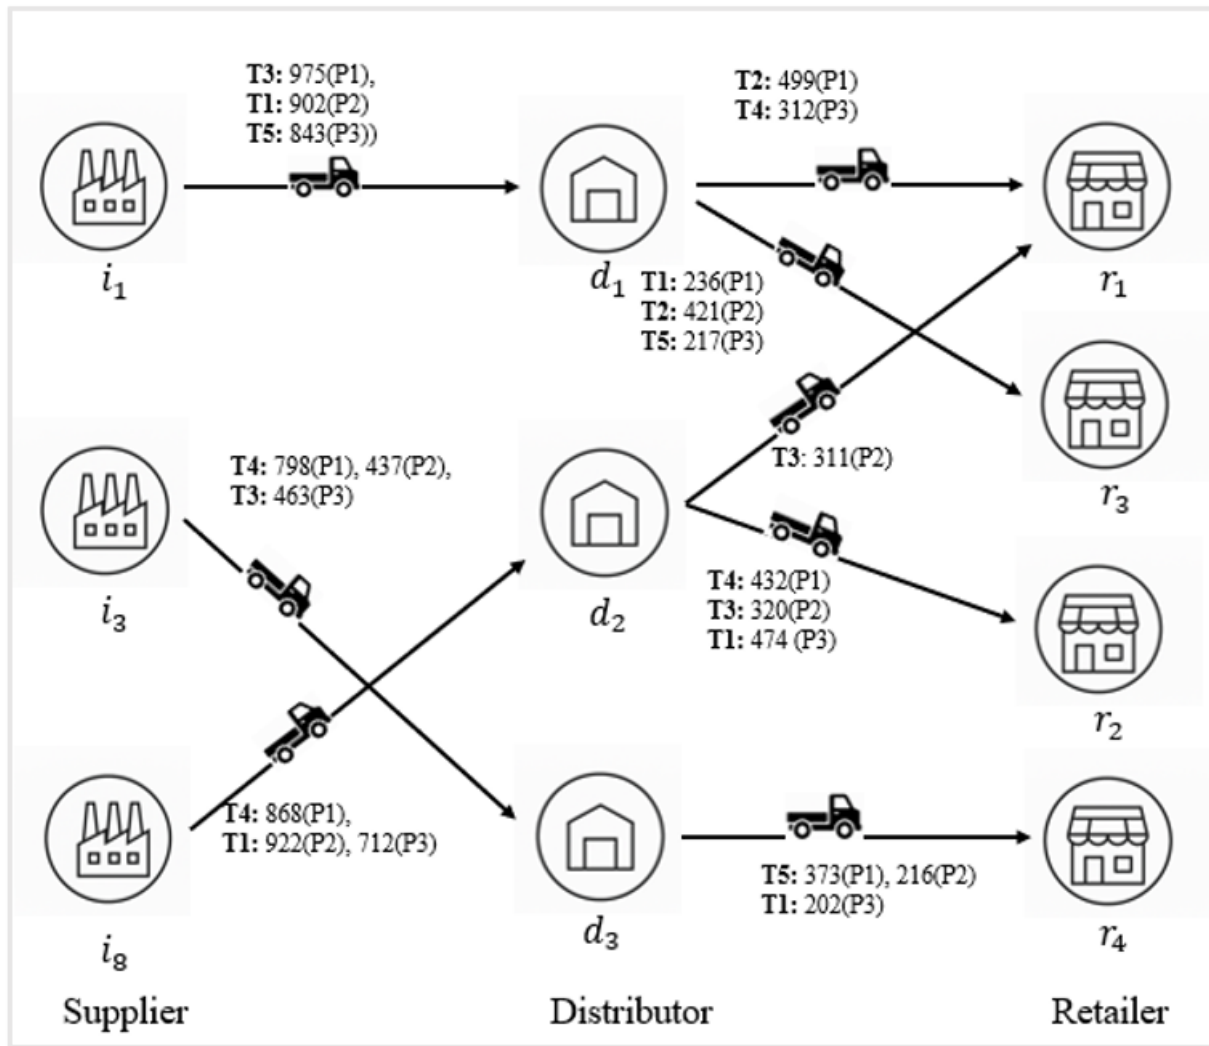 T3: 975(P1),
T1: 902(P2)
T5: 843(P3))
T2: 499(P1)
T4: 312(P3)
i₁
d₁
r₁
T1: 236(P1)
T2: 421(P2)
T5: 217(P3)
T4: 798(P1), 437(P2),
T3: 463(P3)
T3: 311(P2)
r₃
i₃
d₂
T4: 432(P1)
T3: 320(P2)
T1: 474 (P3)
r₂
T4: 868(P1),
T1: 922(P2), 712(P3)
T5: 373(P1), 216(P2)
T1: 202(P3)
i₈
d₃
r₄
Supplier
Distributor
Retailer